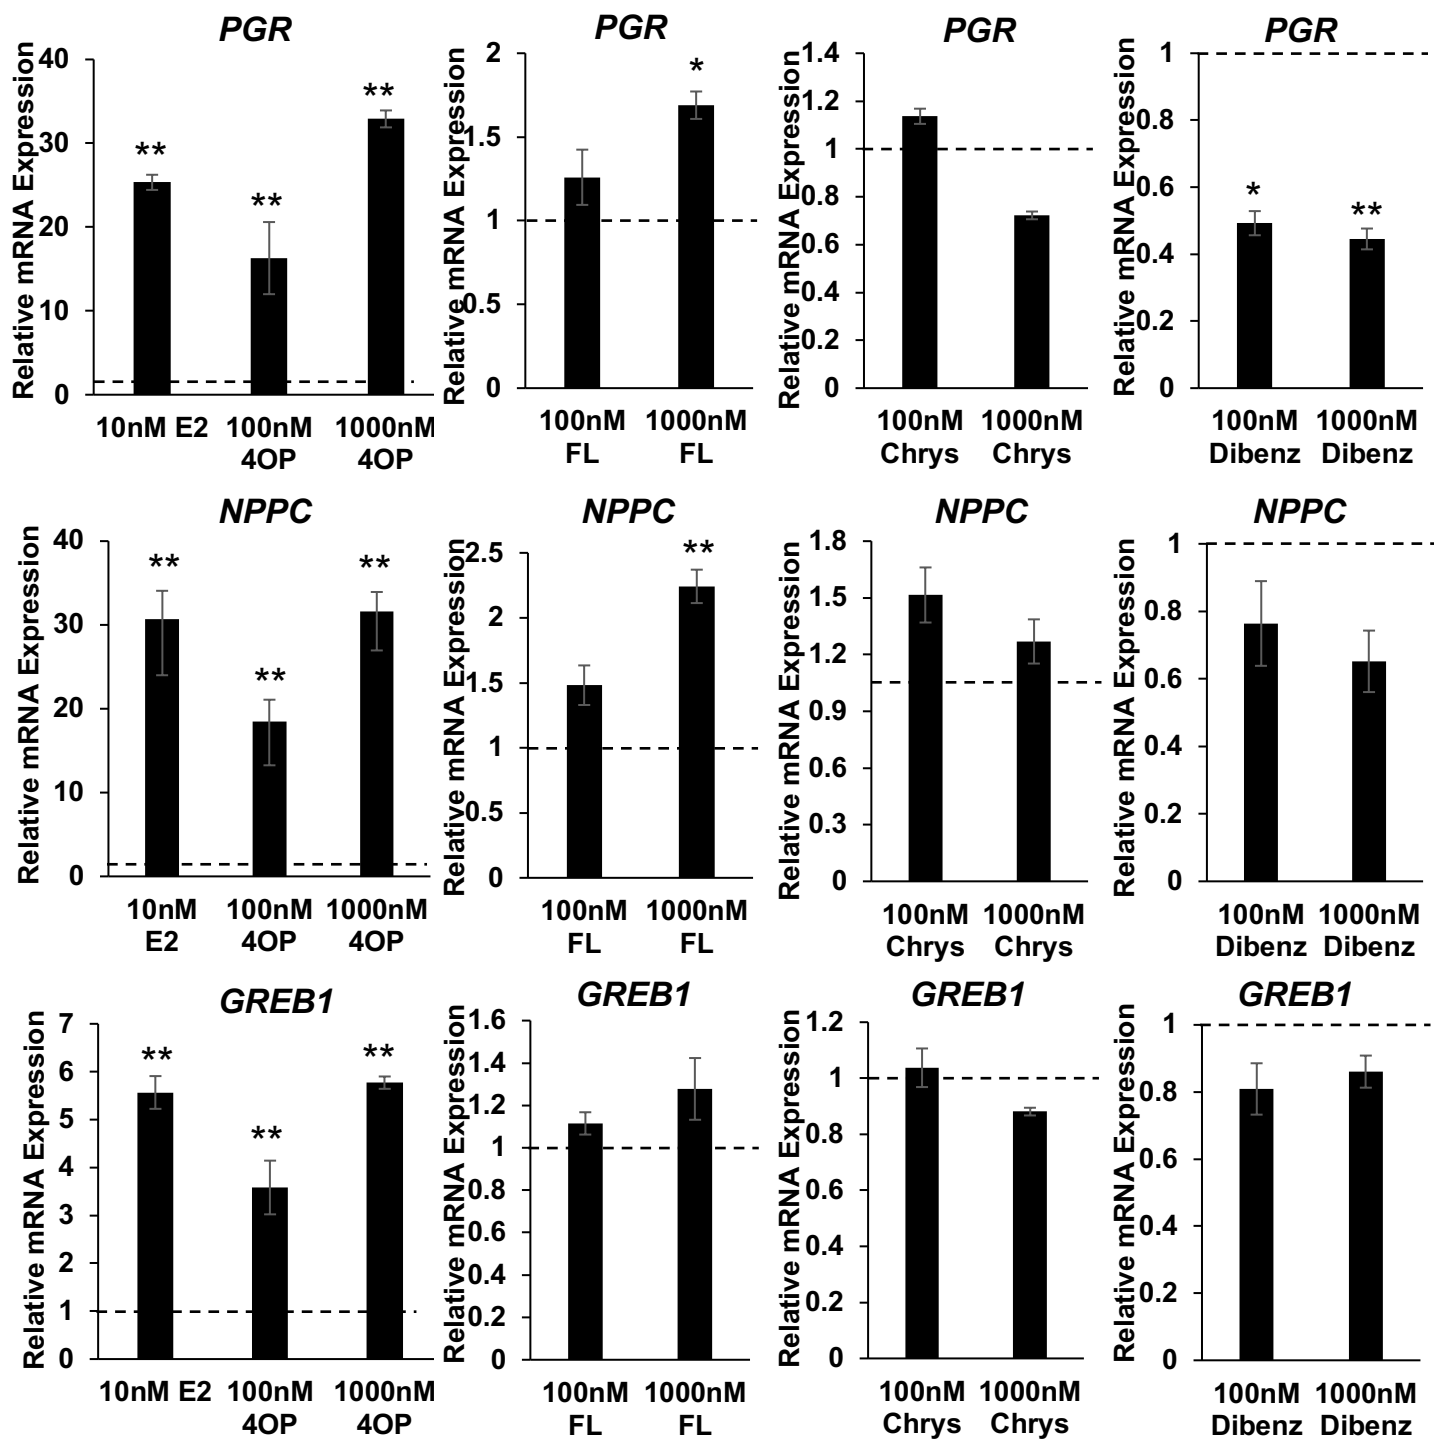 PGR
Relative mRNA Expression
40
30
20
10
0
**
**
**
10nM E2 100nM 1000nM
4OP 4OP
PGR
Relative mRNA Expression
2
1.5
1
0.5
0
*
100nM 1000nM
FL FL
PGR
Relative mRNA Expression
1.4
1.2
1
0.8
0.6
0.4
0.2
0
100nM 1000nM
Chrys Chrys
PGR
Relative mRNA Expression
1
0.8
0.6
0.4
0.2
0
*
**
100nM 1000nM
Dibenz Dibenz
NPPC
Relative mRNA Expression
40
30
20
10
0
**
**
**
10nM 100nM 1000nM
E2 4OP 4OP
NPPC
Relative mRNA Expression
2.5
2
1.5
1
0.5
0
**
100nM 1000nM
FL FL
NPPC
Relative mRNA Expression
1.8
1.5
1.2
0.9
0.6
0.3
0
100nM 1000nM
Chrys Chrys
NPPC
Relative mRNA Expression
1
0.8
0.6
0.4
0.2
0
100nM 1000nM
Dibenz Dibenz
GREB1
Relative mRNA Expression
7
6
5
4
3
2
1
0
**
**
**
10nM E2 100nM 1000nM
4OP 4OP
GREB1
Relative mRNA Expression
1.6
1.4
1.2
1
0.8
0.6
0.4
0.2
0
100nM 1000nM
FL FL
GREB1
Relative mRNA Expression
1.2
1
0.8
0.6
0.4
0.2
0
100nM 1000nM
Chrys Chrys
GREB1
Relative mRNA Expression
1
0.8
0.6
0.4
0.2
0
100nM 1000nM
Dibenz Dibenz